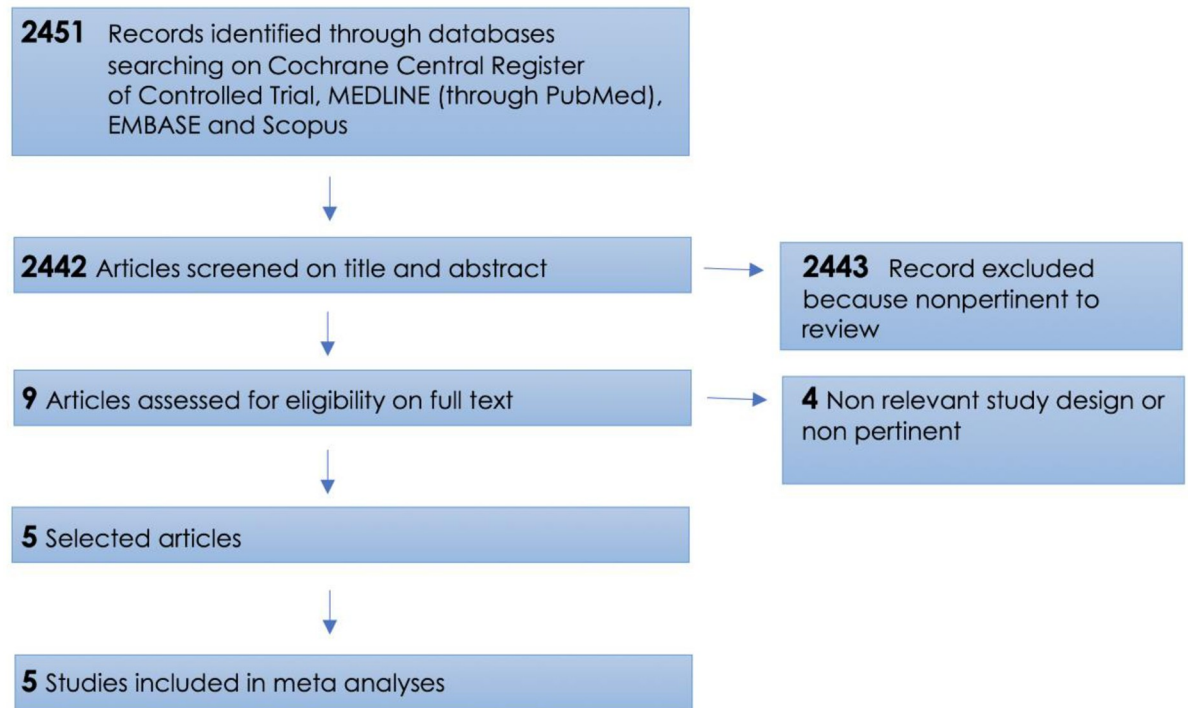 2451 Records identified through databases
searching on Cochrane Central Register
of Controlled Trial, MEDLINE (through PubMed),
EMBASE and Scopus
2442 Articles screened on title and abstract
2443 Record excluded
because nonpertinent to
review
9 Articles assessed for eligibility on full text
4 Non relevant study design or
non pertinent
5 Selected articles
5 Studies included in meta analyses